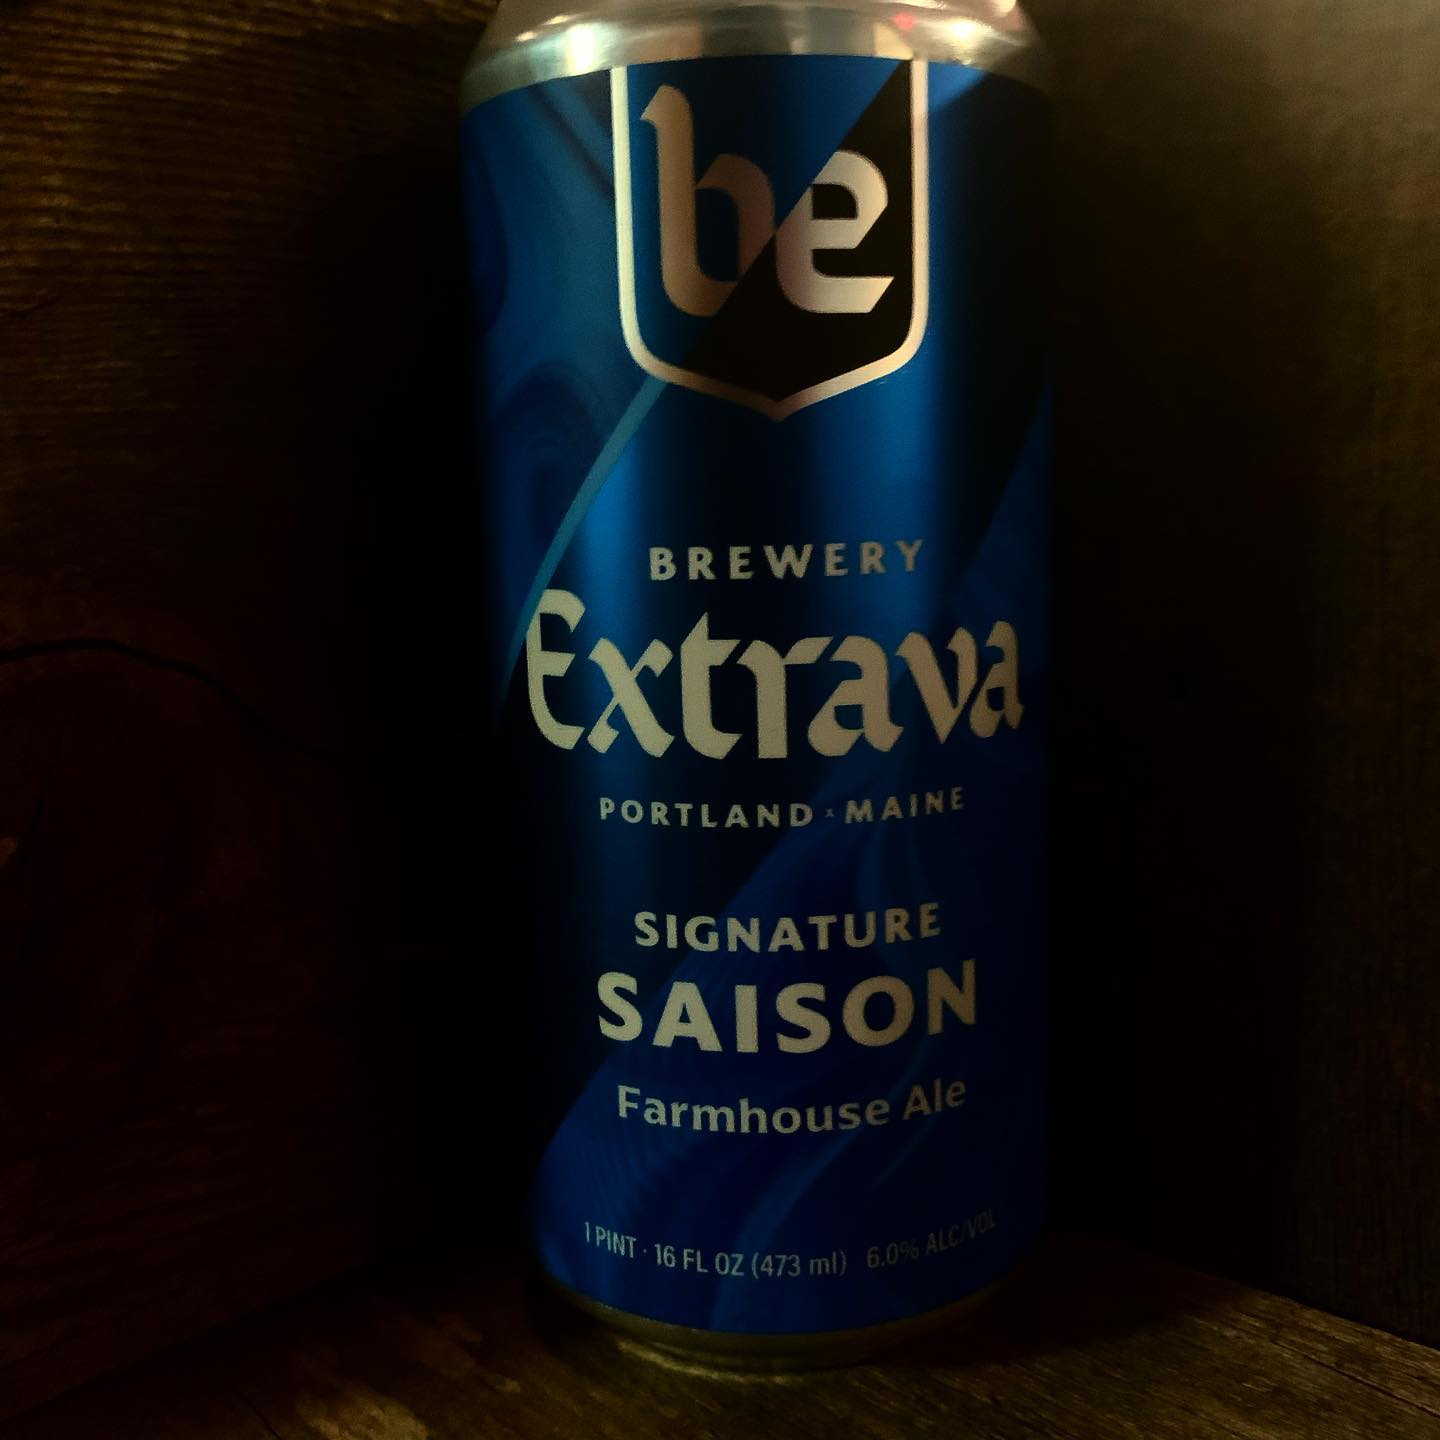 be
BREWERY
Extrava
PORTLAND x MAINE
SIGNATURE
SAISON
Farmhouse Ale
1 PINT · 16 FL OZ (473 ml) 6.0% ALC/VOL